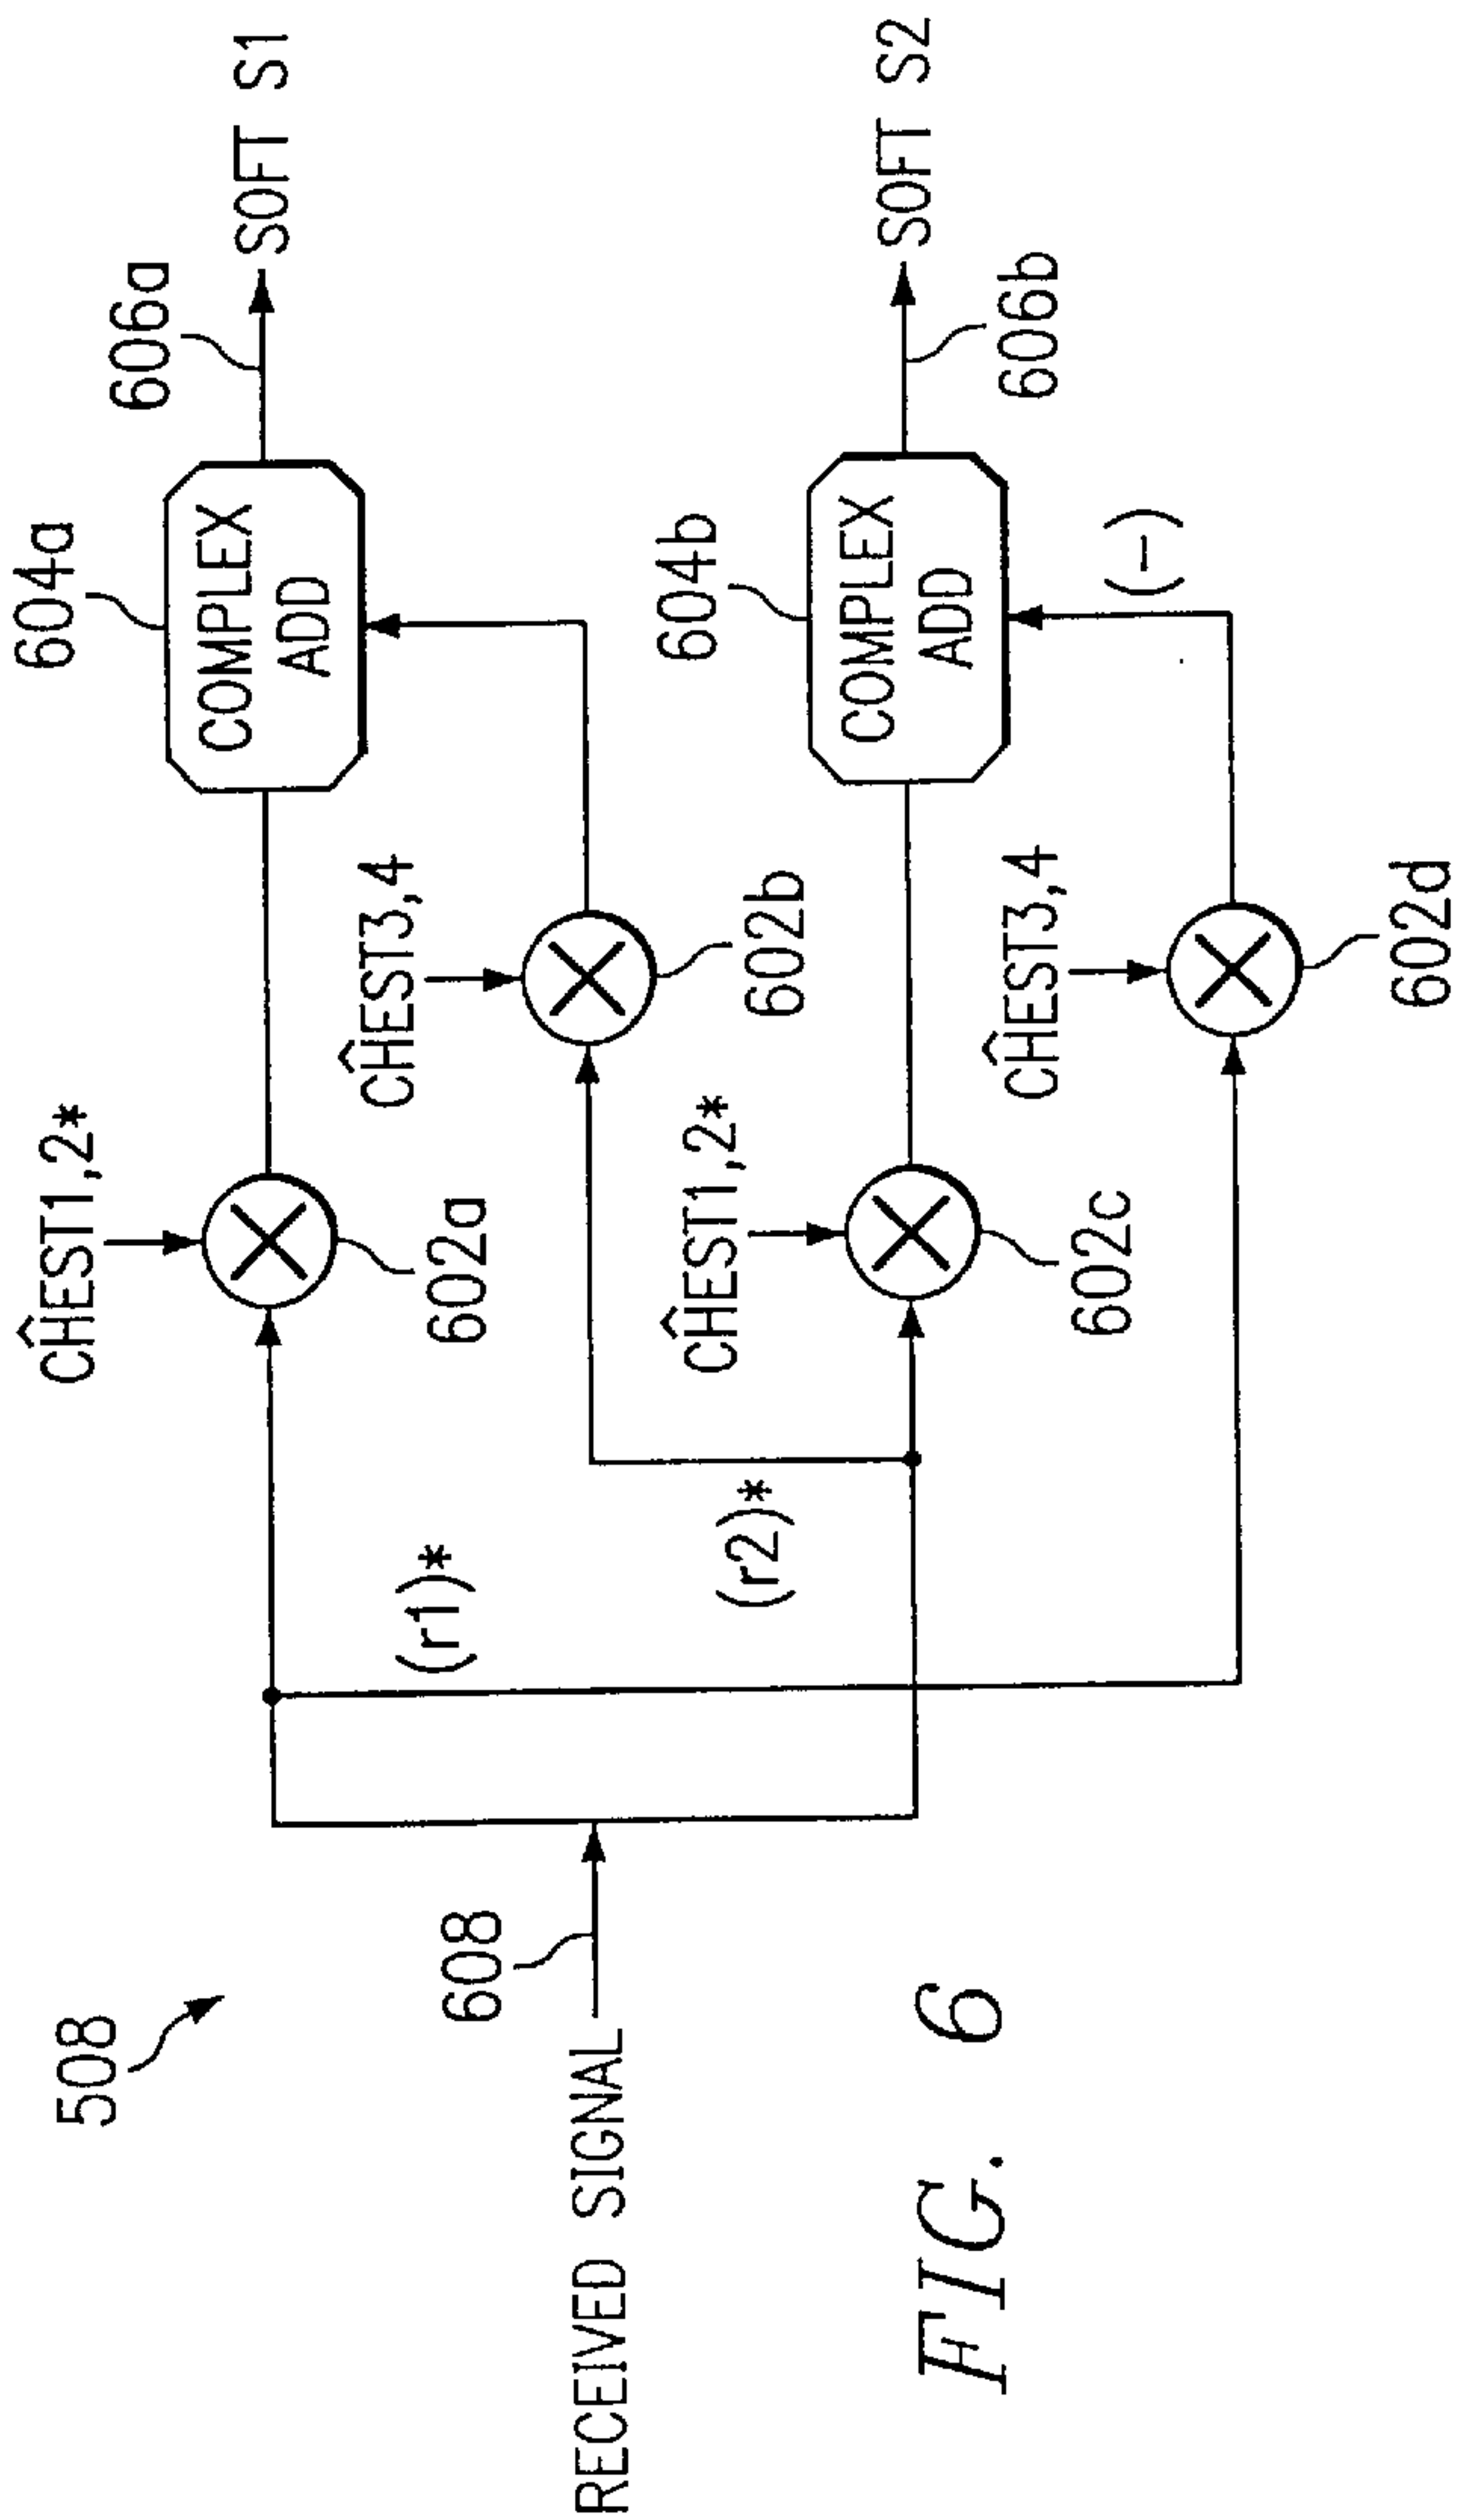 508
RECEIVED SIGNAL
608
(r1)*
(r2)*
ĈHEST1,2*
602a
ĈHEST3,4
602b
ĈHEST1,2*
602c
ĈHEST3,4
602d
604a
COMPLEX
ADD
604b
COMPLEX
ADD
(-)
606a
SOFT S1
606b
SOFT S2
FIG. 6